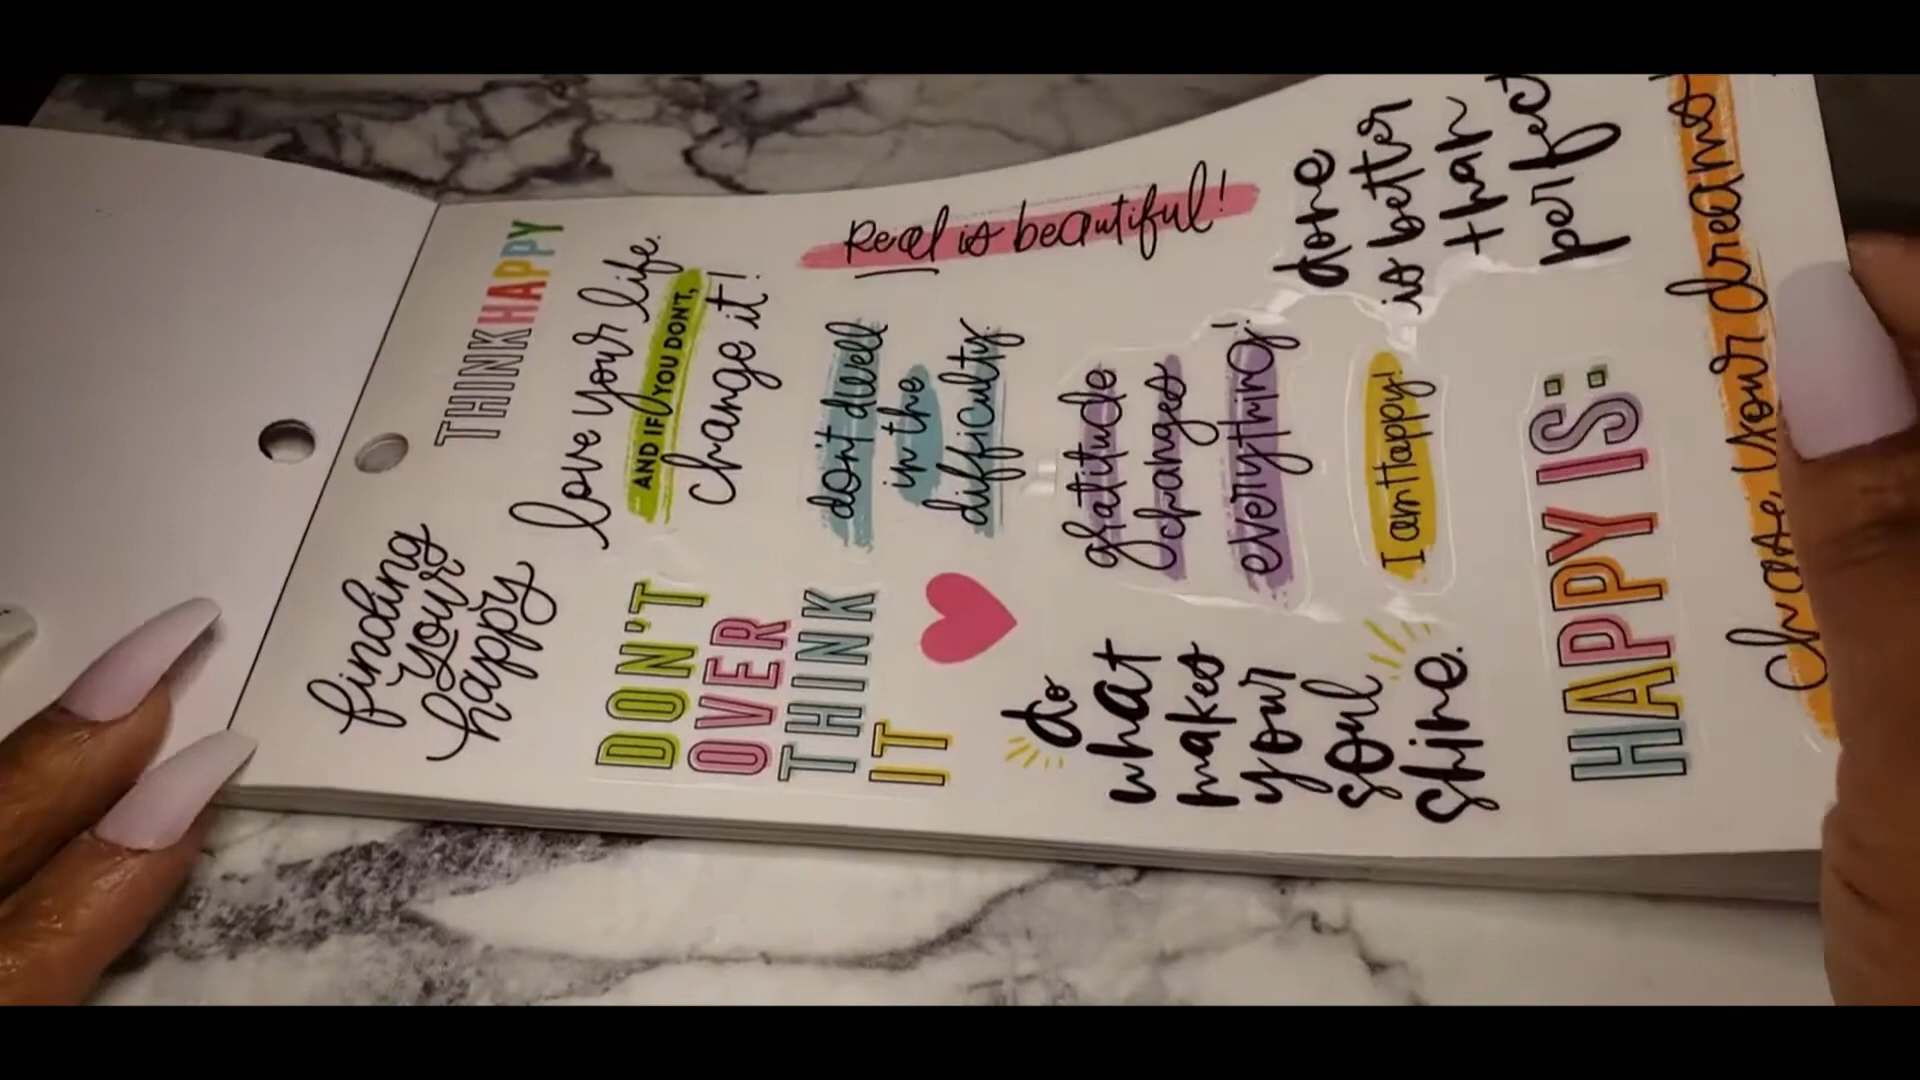 finding
your
happy
THINK HAPPY
love your life.
AND IF YOU DON'T,
change it!
DON'T
OVER
THINK
IT
Real is beautiful!
don't dwell
in the
difficulty.
do
what
makes
your
soul
shine.
gratitude
changes
everything!
done
is better
than
perfect
I am Happy!
HAPPY IS:
chase your dreams